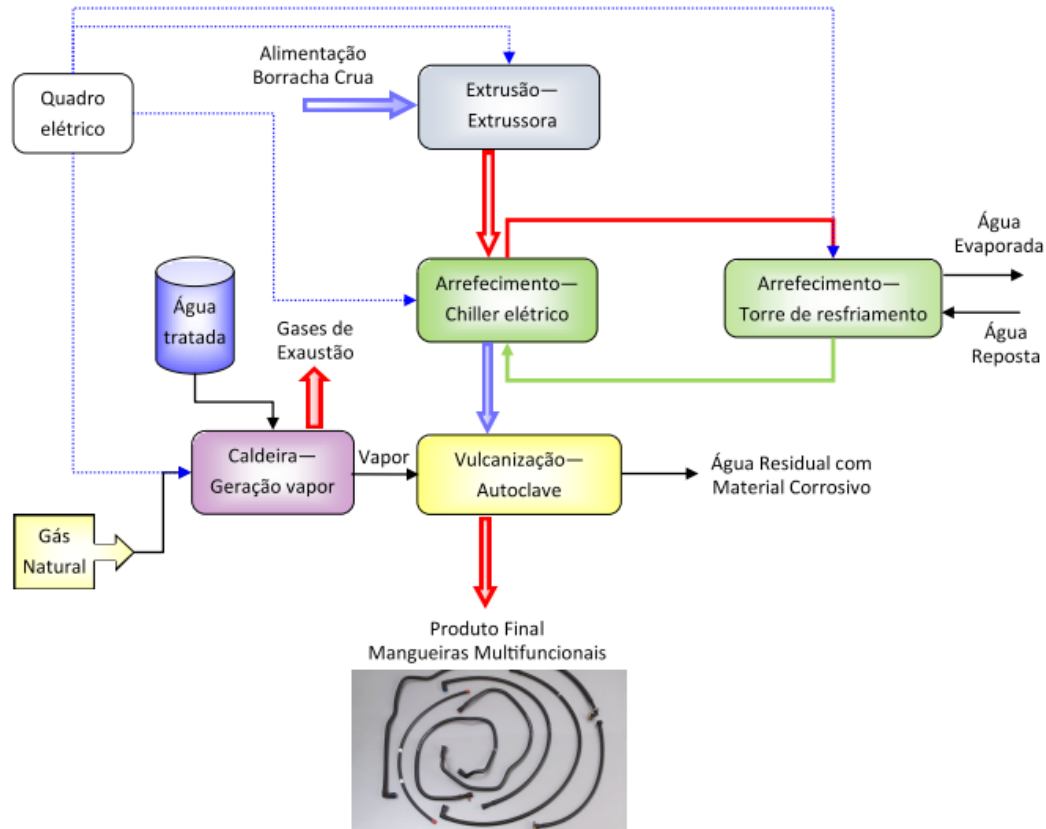 Alimentação
Borracha Crua
Extrusão—
Extrussora
Quadro
elétrico
Água
tratada
Gases de
Exaustão
Arrefecimento—
Chiller elétrico
Arrefecimento—
Torre de resfriamento
Água
Evaporada
Água
Reposta
Caldeira—
Geração vapor
Vapor
Vulcanização—
Autoclave
Água Residual com
Material Corrosivo
Gás
Natural
Produto Final
Mangueiras Multifuncionais